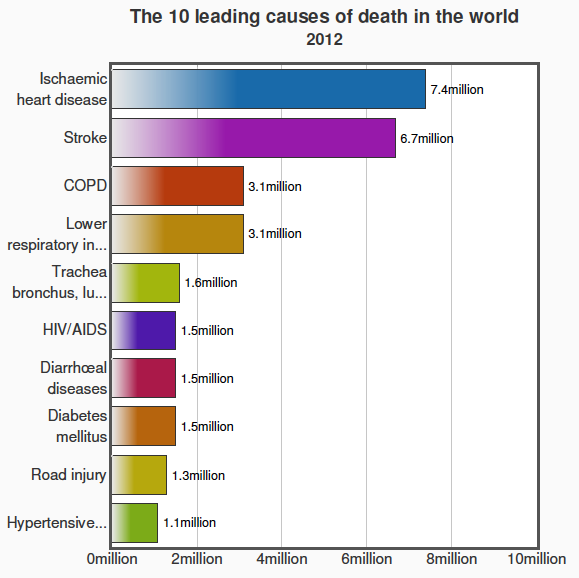 The 10 leading causes of death in the world
2012
Ischaemic
heart disease
7.4million
Stroke
6.7million
COPD
3.1million
Lower
respiratory in...
3.1million
Trachea
bronchus, lu...
1.6million
HIV/AIDS
1.5million
Diarrhœal
diseases
1.5million
Diabetes
mellitus
1.5million
Road injury
1.3million
Hypertensive...
1.1million
0million 2million 4million 6million 8million 10million